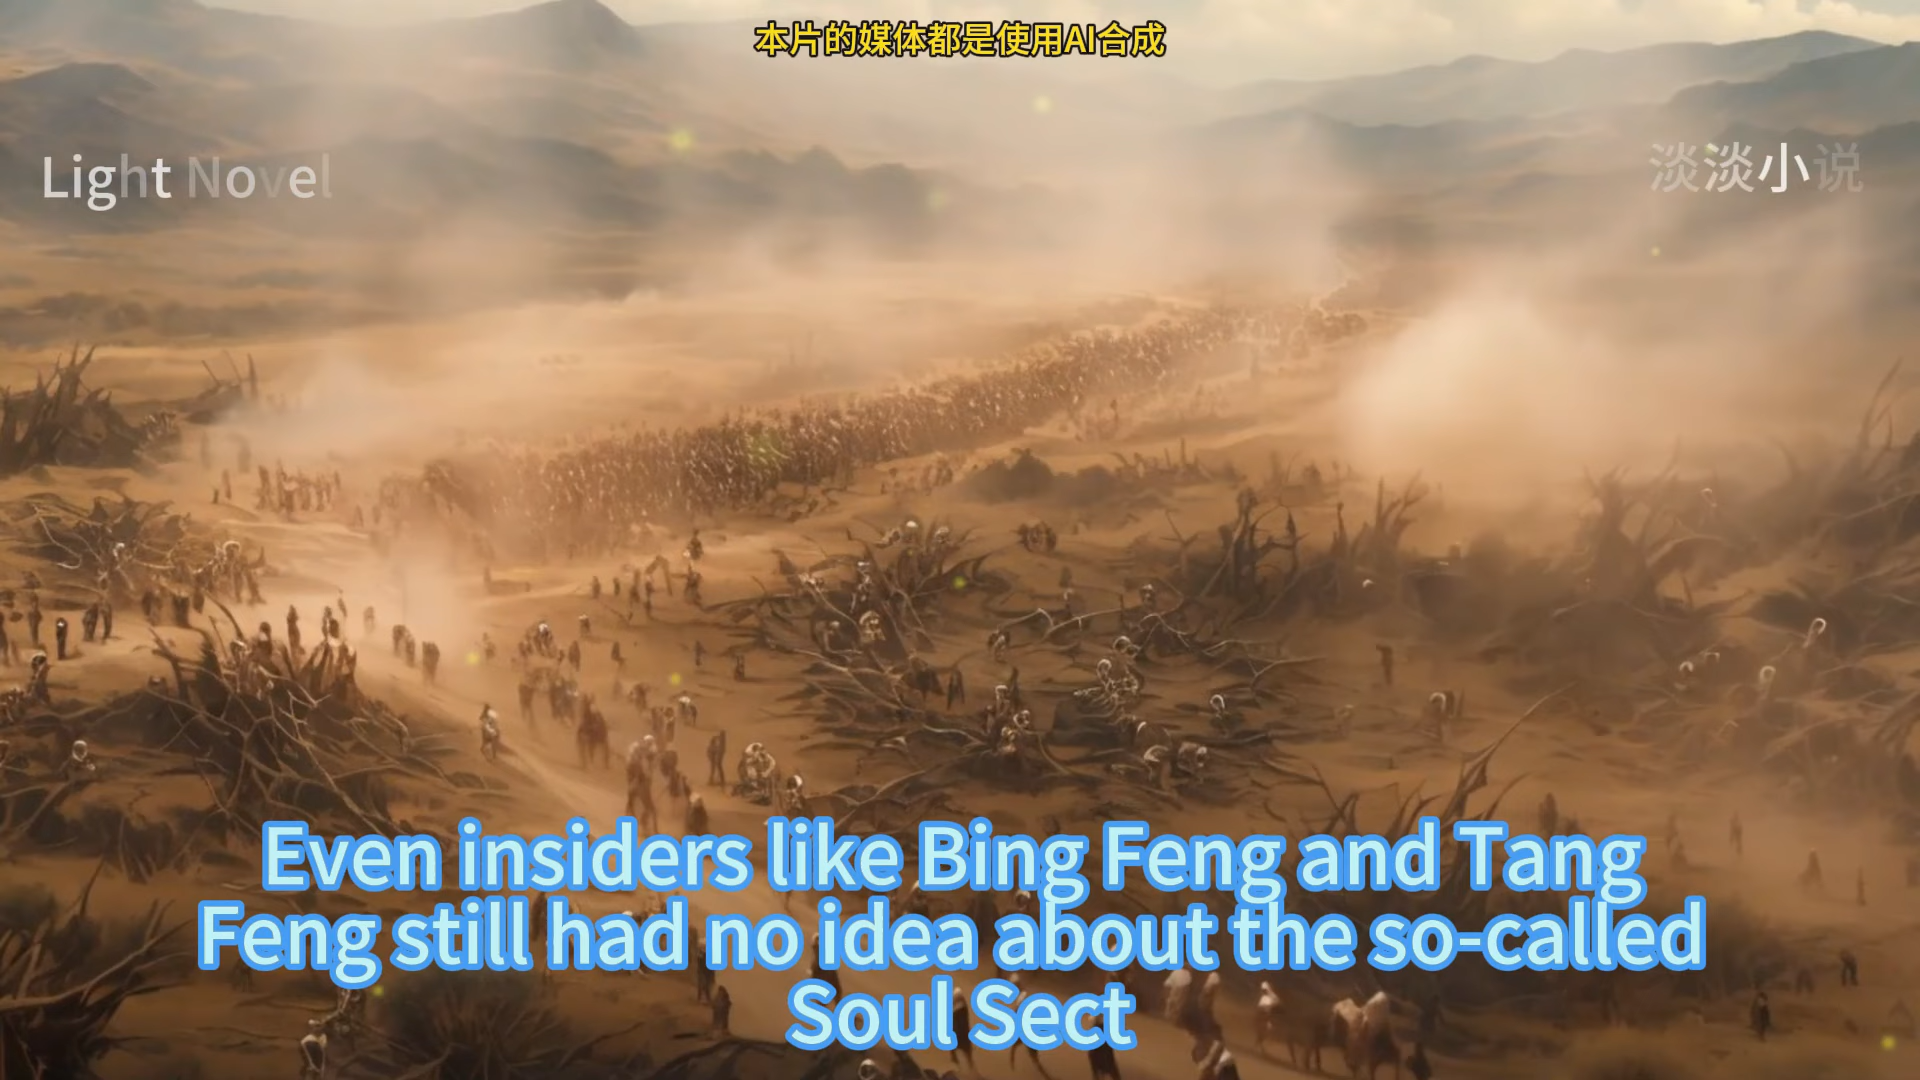 本片的媒体都是使用AI合成
Light Novel
淡淡小说
Even insiders like Bing Feng and Tang
Feng still had no idea about the so-called
Soul Sect